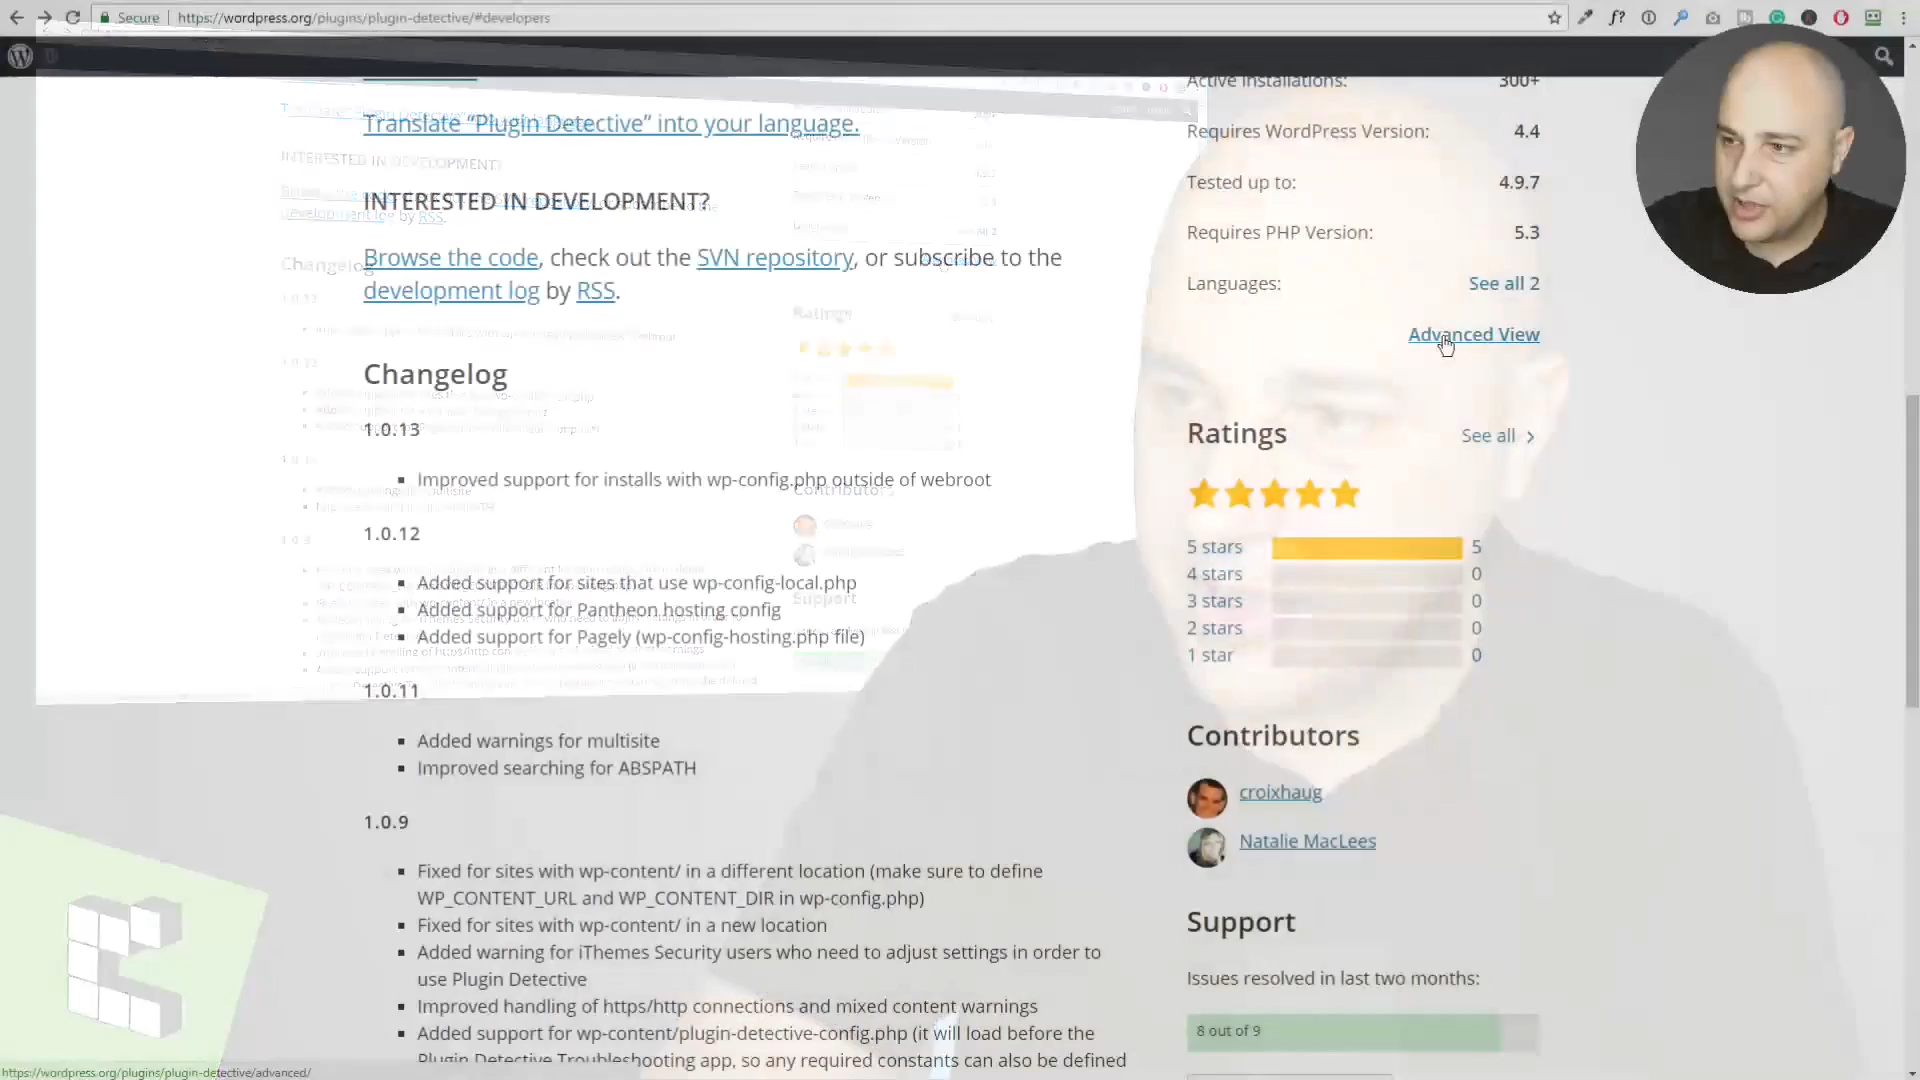 Secure https://wordpress.org/plugins/plugin-detective/#developers
Translate “Plugin Detective” into your language.
INTERESTED IN DEVELOPMENT?
Browse the code, check out the SVN repository, or subscribe to the
development log by RSS.
Changelog
1.0.13
Improved support for installs with wp-config.php outside of webroot
1.0.12
Added support for sites that use wp-config-local.php
Added support for Pantheon hosting config
Added support for Pagely (wp-config-hosting.php file)
1.0.11
Added warnings for multisite
Improved searching for ABSPATH
1.0.9
Fixed for sites with wp-content/ in a different location (make sure to define
WP_CONTENT_URL and WP_CONTENT_DIR in wp-config.php)
Fixed for sites with wp-content/ in a new location
Added warning for iThemes Security users who need to adjust settings in order to
use Plugin Detective
Improved handling of https/http connections and mixed content warnings
Added support for wp-content/plugin-detective-config.php (it will load before the
Plugin Detective Troubleshooting app, so any required constants can also be defined
Active Installations: 300+
Requires WordPress Version: 4.4
Tested up to: 4.9.7
Requires PHP Version: 5.3
Languages: See all 2
Advanced View
Ratings See all
5 stars 5
4 stars 0
3 stars 0
2 stars 0
1 star 0
Contributors
croixhaug
Natalie MacLees
Support
Issues resolved in last two months:
8 out of 9
https://wordpress.org/plugins/plugin-detective/advanced/
INTERESTED IN DEVELOPMENT?
development log by RSS.
Changelog
Ratings
Contributors
Support